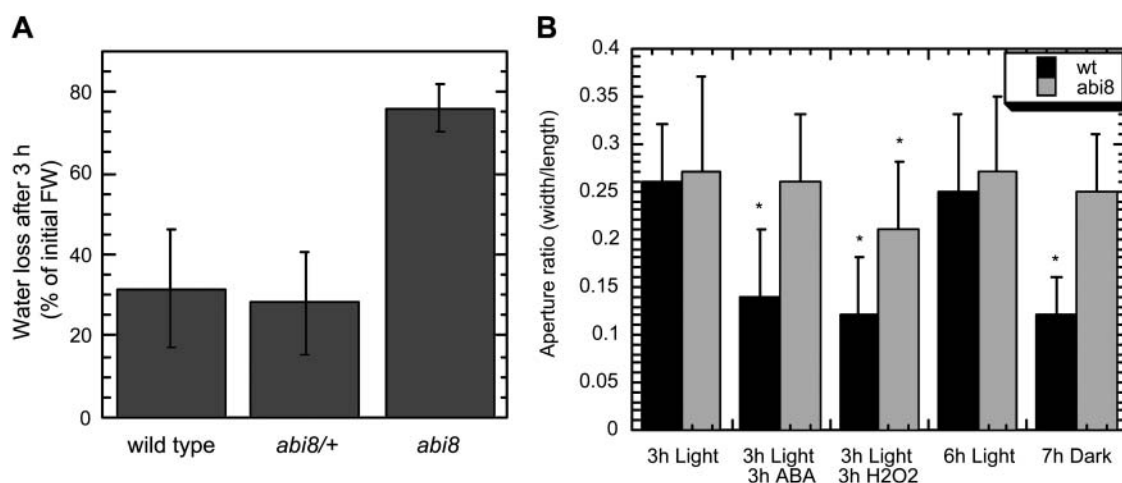 A
Water loss after 3 h
(% of initial FW)
80
60
40
20
0
wild type abi8/+ abi8
B
Aperture ratio (width/length)
0.4
0.35
0.3
0.25
0.2
0.15
0.1
0.05
0
wt
abi8
*
*
*
*
3h Light 3h Light 3h Light 6h Light 7h Dark
3h ABA 3h H2O2